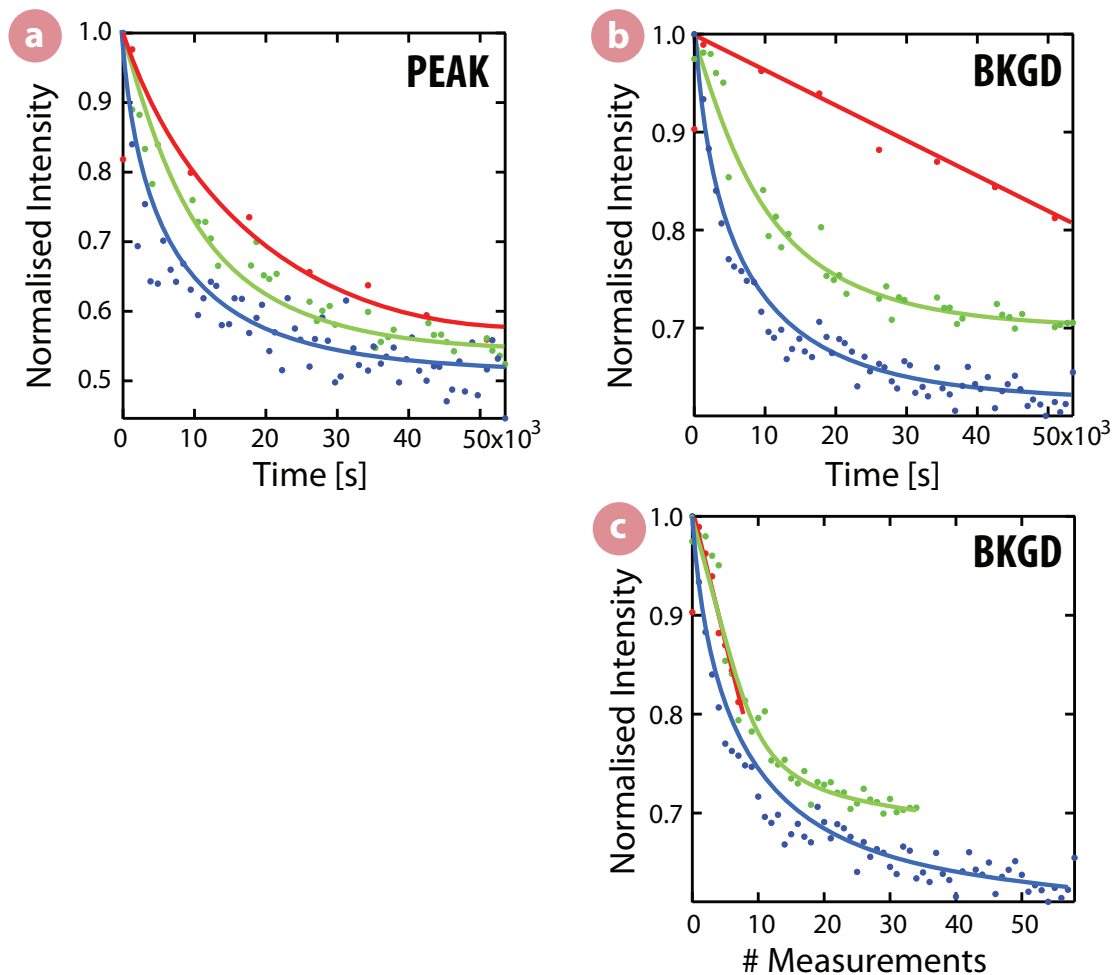 a
PEAK
1.0
0.9
0.8
0.7
0.6
0.5
Normalised Intensity
0 10 20 30 40 50x10³
Time [s]
b
BKGD
1.0
0.9
0.8
0.7
Normalised Intensity
0 10 20 30 40 50x10³
Time [s]
c
BKGD
1.0
0.9
0.8
0.7
Normalised Intensity
0 10 20 30 40 50
# Measurements